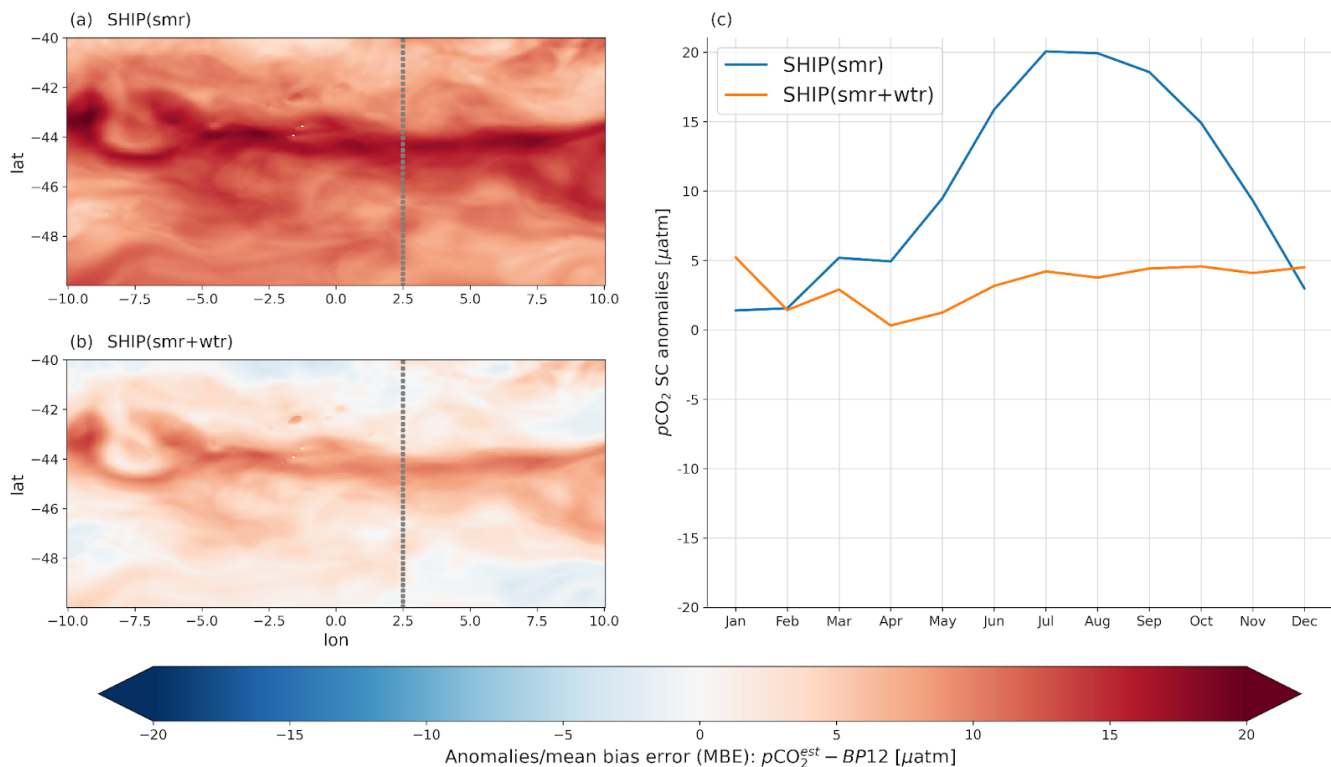 (a) SHIP(smr)
−40
−42
−44
−46
−48
lat
−10.0 −7.5 −5.0 −2.5 0.0 2.5 5.0 7.5 10.0
(b) SHIP(smr+wtr)
−40
−42
−44
−46
−48
lat
−10.0 −7.5 −5.0 −2.5 0.0 2.5 5.0 7.5 10.0
lon
(c)
SHIP(smr)
SHIP(smr+wtr)
20
15
10
5
0
-5
-10
-15
-20
pCO₂ SC anomalies [μatm]
Jan Feb Mar Apr May Jun Jul Aug Sep Oct Nov Dec
−20 −15 −10 −5 0 5 10 15 20
Anomalies/mean bias error (MBE): pCO₂ᵉˢᵗ − BP12 [μatm]